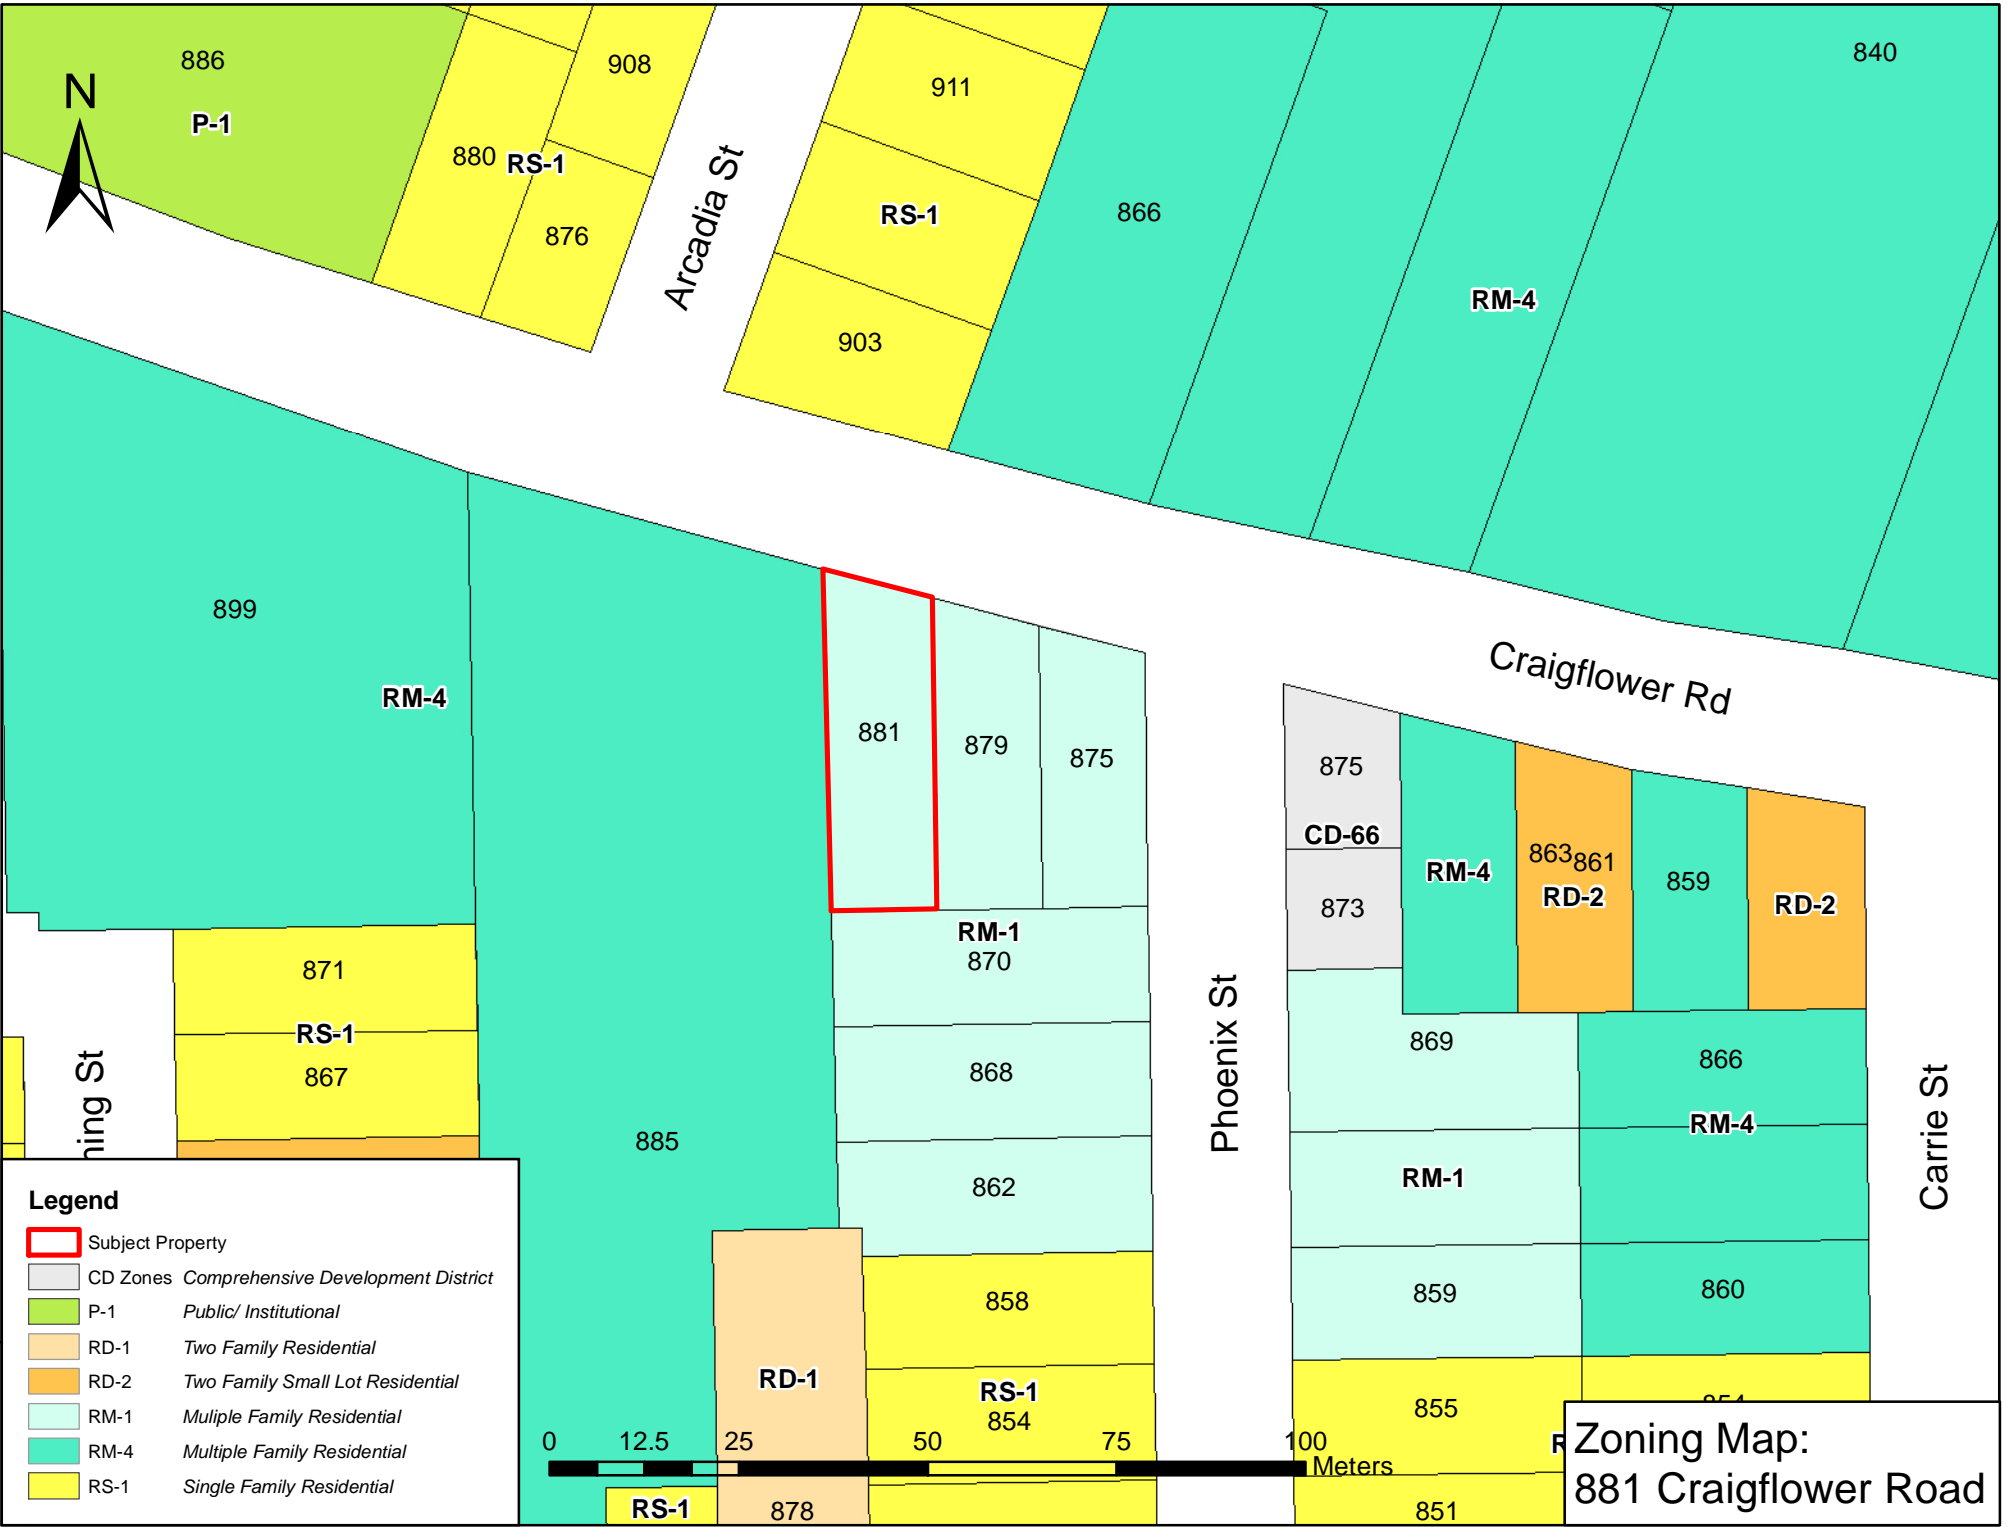 886
P-1
N
908
880
RS-1
876
Arcadia St
911
RS-1
903
866
RM-4
840
899
RM-4
881
879
875
Craigflower Rd
875
CD-66
873
RM-4
863
861
RD-2
859
RD-2
RM-1
870
871
RS-1
867
868
862
885
Phoenix St
869
RM-1
859
866
RM-4
860
Carrie St
858
RD-1
RS-1
854
855
851
RS-1
878
0 12.5 25 50 75 100
Meters
Legend
Subject Property
CD Zones Comprehensive Development District
P-1 Public/ Institutional
RD-1 Two Family Residential
RD-2 Two Family Small Lot Residential
RM-1 Muliple Family Residential
RM-4 Multiple Family Residential
RS-1 Single Family Residential
Zoning Map:
881 Craigflower Road